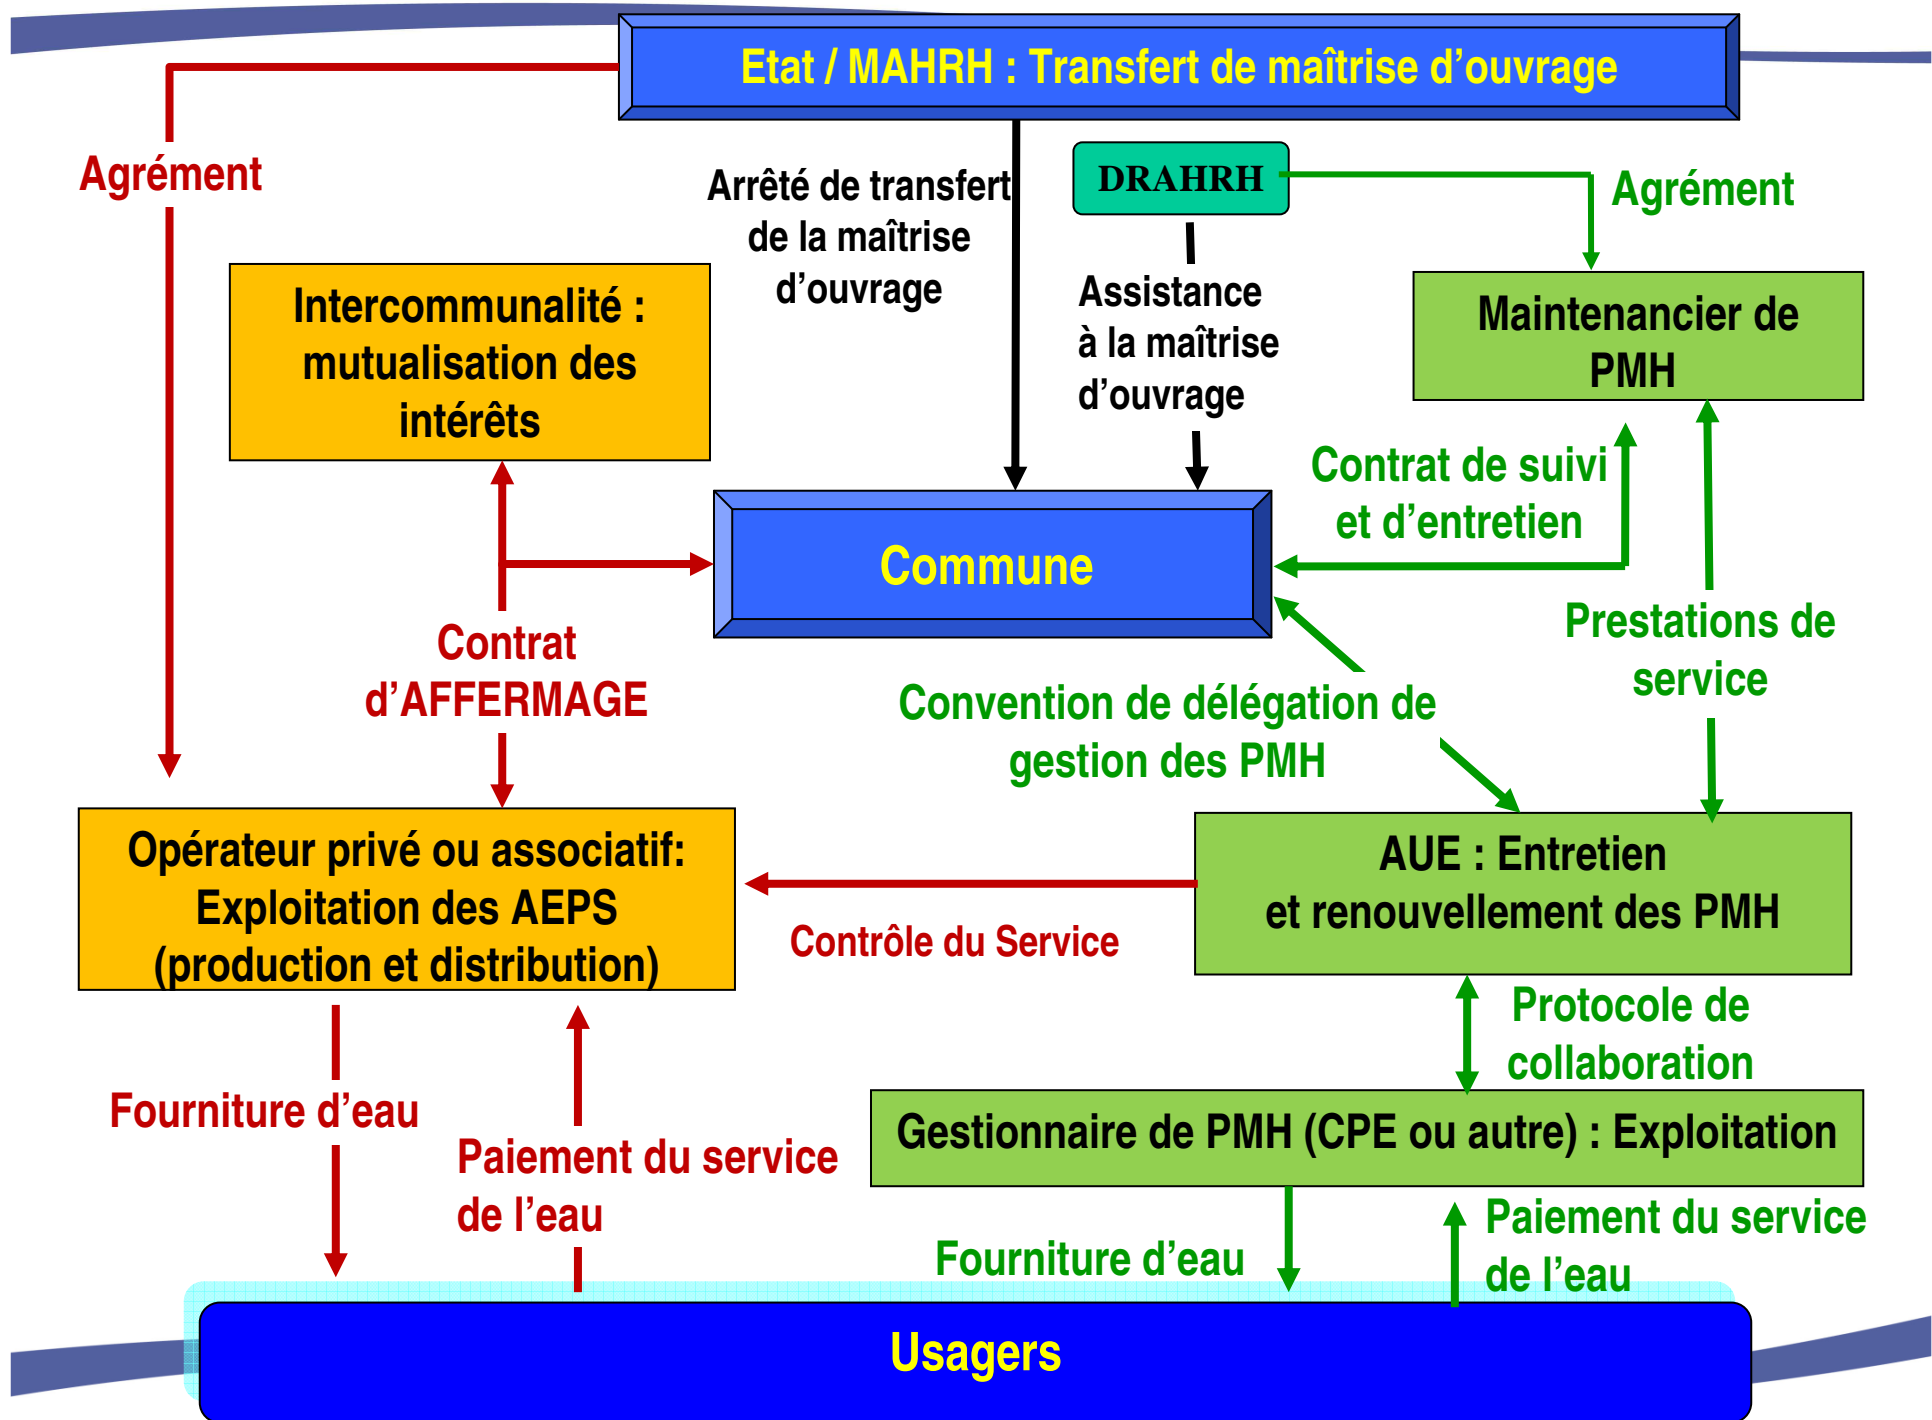 Etat / MAHRH : Transfert de maîtrise d’ouvrage
Agrément
Arrêté de transfert
de la maîtrise
d’ouvrage
DRAHRH
Agrément
Intercommunalité :
mutualisation des
intérêts
Assistance
à la maîtrise
d’ouvrage
Maintenancier de
PMH
Contrat de suivi
et d’entretien
Commune
Contrat
d’AFFERMAGE
Prestations de
service
Convention de délégation de
gestion des PMH
Opérateur privé ou associatif:
Exploitation des AEPS
(production et distribution)
Contrôle du Service
AUE : Entretien
et renouvellement des PMH
Protocole de
collaboration
Fourniture d’eau
Paiement du service
de l’eau
Gestionnaire de PMH (CPE ou autre) : Exploitation
Fourniture d’eau
Paiement du service
de l’eau
Usagers